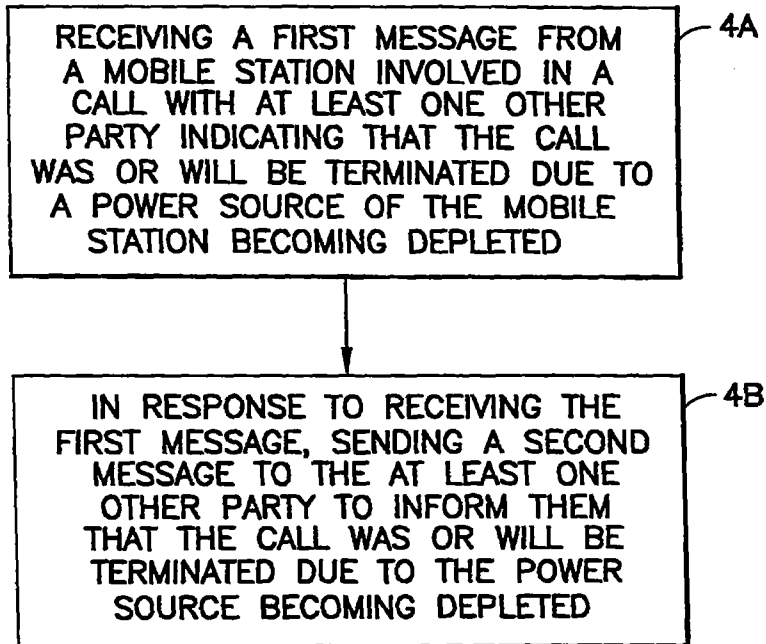 RECEIVING A FIRST MESSAGE FROM
A MOBILE STATION INVOLVED IN A
CALL WITH AT LEAST ONE OTHER
PARTY INDICATING THAT THE CALL
WAS OR WILL BE TERMINATED DUE TO
A POWER SOURCE OF THE MOBILE
STATION BECOMING DEPLETED
4A
IN RESPONSE TO RECEIVING THE
FIRST MESSAGE, SENDING A SECOND
MESSAGE TO THE AT LEAST ONE
OTHER PARTY TO INFORM THEM
THAT THE CALL WAS OR WILL BE
TERMINATED DUE TO THE POWER
SOURCE BECOMING DEPLETED
4B